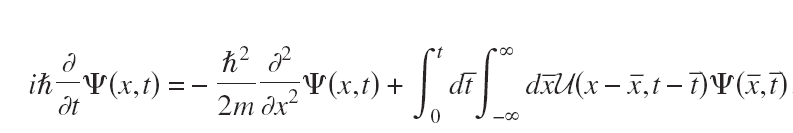 iℏ ∂/∂t Ψ(x,t) = − ℏ²/2m ∂²/∂x² Ψ(x,t) + ∫₀ᵗ dt̅ ∫₋∞^∞ dx̅ 𝒰(x − x̅, t − t̅)Ψ(x̅, t̅)